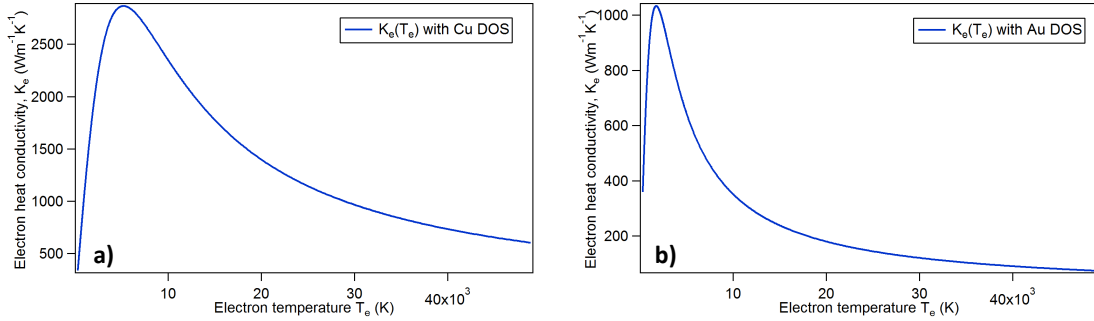 Electron heat conductivity, Kₑ (Wm⁻¹K⁻¹)
2500
2000
1500
1000
500
Kₑ(Tₑ) with Cu DOS
a)
10
20
30
40x10³
Electron temperature Tₑ (K)
Electron heat conductivity, Kₑ (Wm⁻¹K⁻¹)
1000
800
600
400
200
Kₑ(Tₑ) with Au DOS
b)
10
20
30
40x10³
Electron temperature Tₑ (K)